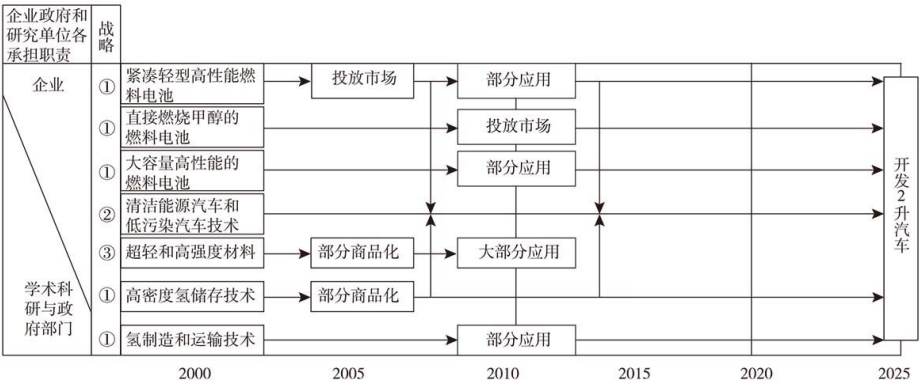 企业政府和
研究单位各
承担职责
战略
企业
①
紧凑轻型高性能燃
料电池
投放市场
部分应用
①
直接燃烧甲醇的
燃料电池
投放市场
①
大容量高性能的
燃料电池
部分应用
②
清洁能源汽车和
低污染汽车技术
③
超轻和高强度材料
部分商品化
大部分应用
学术科
研与政
府部门
①
高密度氢储存技术
部分商品化
①
氢制造和运输技术
部分应用
开发2升汽车
2000
2005
2010
2015
2020
2025